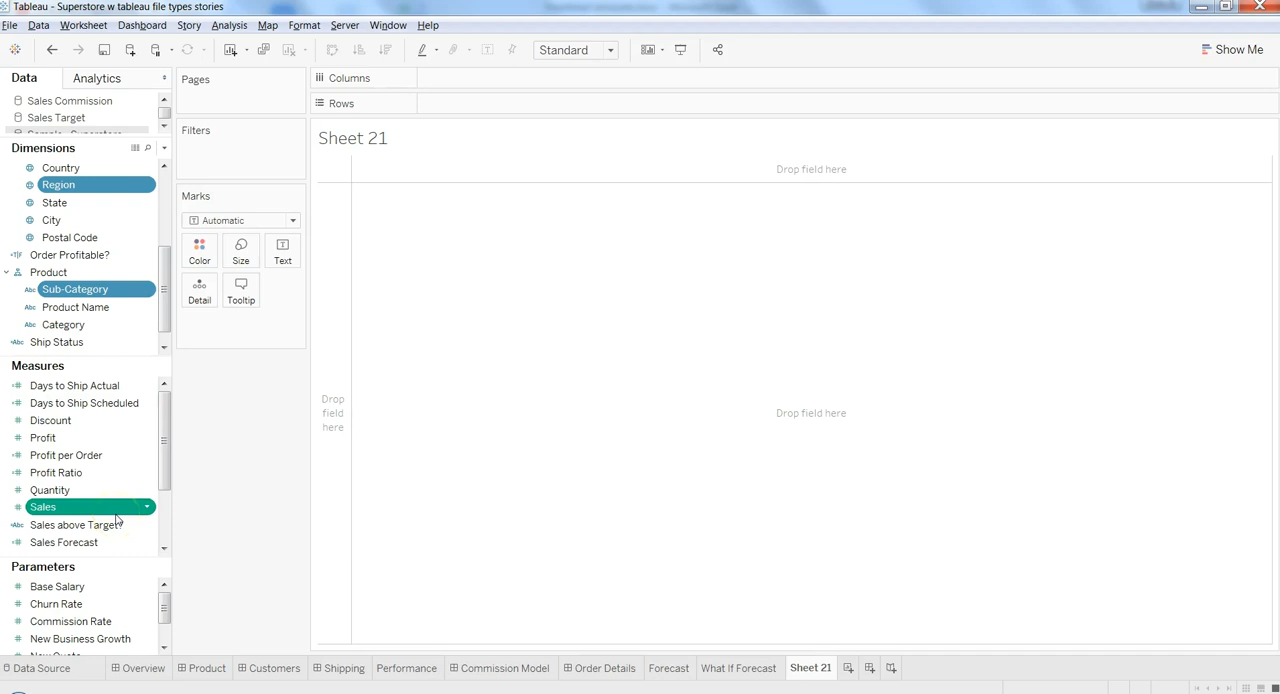 Tableau - Superstore w tableau file types stories
File Data Worksheet Dashboard Story Analysis Map Format Server Window Help
Standard
Show Me
Data Analytics
Sales Commission
Sales Target
Dimensions
Country
Region
State
City
Postal Code
Order Profitable?
Product
Abc Sub-Category
Abc Product Name
Abc Category
Abc Ship Status
Measures
Days to Ship Actual
Days to Ship Scheduled
Discount
Profit
Profit per Order
Profit Ratio
Quantity
Sales
Abc Sales above Target?
Sales Forecast
Parameters
Base Salary
Churn Rate
Commission Rate
New Business Growth
Pages
Filters
Marks
Automatic
Color Size Text
Detail Tooltip
Columns
Rows
Sheet 21
Drop field here
Drop
field
here
Drop field here
Data Source Overview Product Customers Shipping Performance Commission Model Order Details Forecast What If Forecast Sheet 21